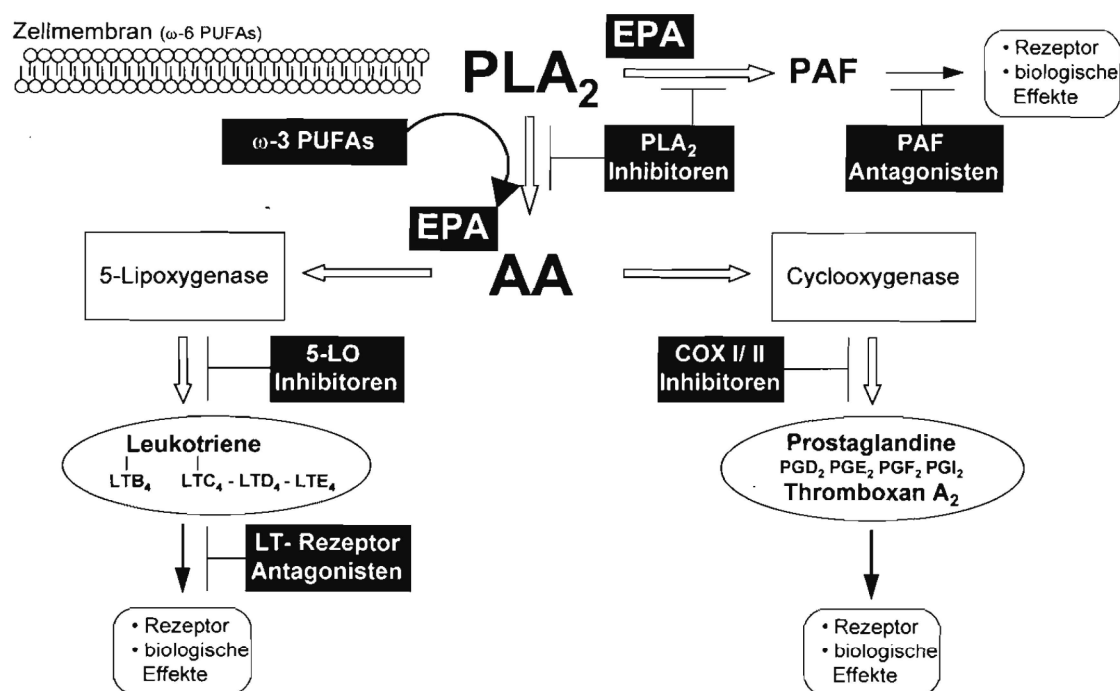 Zellmembran (ω-6 PUFAs)
EPA
PLA₂
PAF
• Rezeptor
• biologische
Effekte
ω-3 PUFAs
PLA₂
Inhibitoren
PAF
Antagonisten
EPA
5-Lipoxygenase
AA
Cyclooxygenase
5-LO
Inhibitoren
COX I/ II
Inhibitoren
Leukotriene
LTB₄ LTC₄ - LTD₄ - LTE₄
Prostaglandine
PGD₂ PGE₂ PGF₂ PGI₂
Thromboxan A₂
LT- Rezeptor
Antagonisten
• Rezeptor
• biologische
Effekte
• Rezeptor
• biologische
Effekte